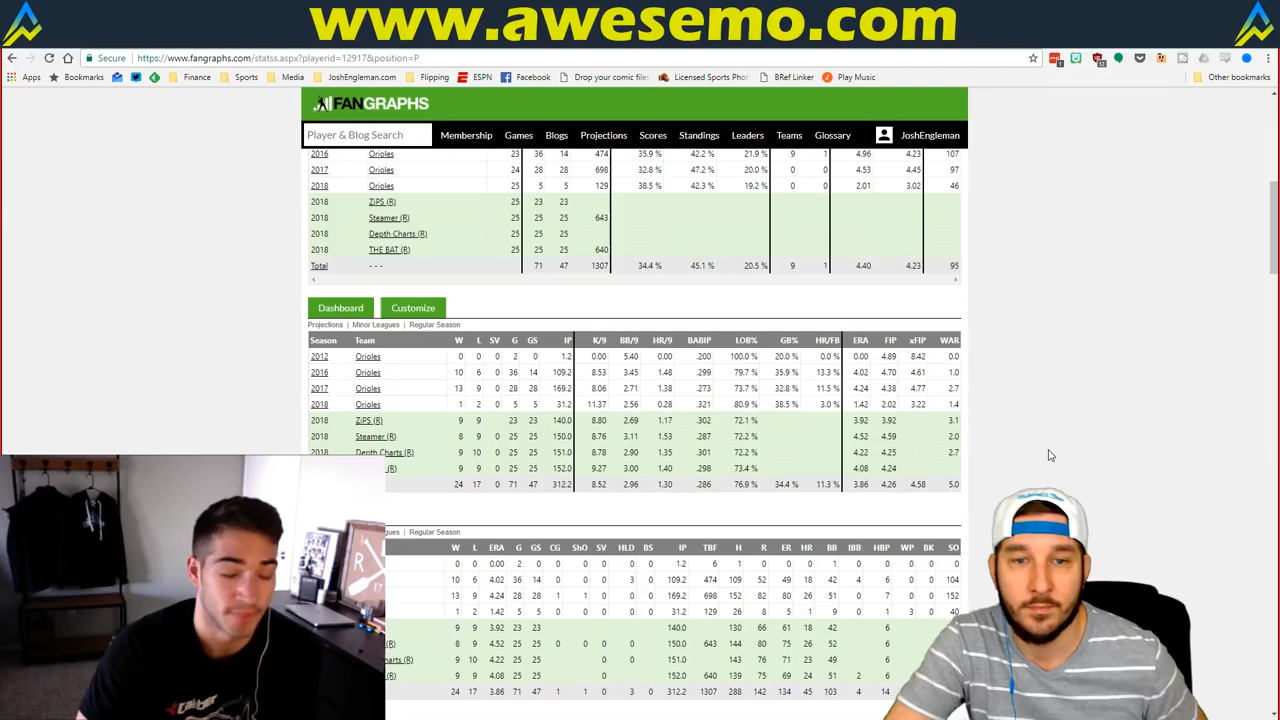 www.awesemo.com
Secure https://www.fangraphs.com/statss.aspx?playerid=12917&position=P
Apps Bookmarks Finance Sports Media JoshEngleman.com Flipping ESPN Facebook Drop your comic files Licensed Sports Pho BRef Linker Play Music Other bookmarks
FANGRAPHS
Player & Blog Search Membership Games Blogs Projections Scores Standings Leaders Teams Glossary JoshEngleman
2016 Orioles 23 36 14 474 35.9 % 42.2 % 21.9 % 9 1 4.96 4.23 107
2017 Orioles 24 28 28 698 32.8 % 47.2 % 20.0 % 0 0 4.53 4.45 97
2018 Orioles 25 5 5 129 38.5 % 42.3 % 19.2 % 0 0 2.01 3.02 46
2018 ZiPS (R) 25 23 23
2018 Steamer (R) 25 25 25 643
2018 Depth Charts (R) 25 25 25
2018 THE BAT (R) 25 25 25 640
Total - - - 71 47 1307 34.4 % 45.1 % 20.5 % 9 1 4.40 4.23 95
Dashboard Customize
Projections | Minor Leagues | Regular Season
Season Team W L SV G GS IP K/9 BB/9 HR/9 BABIP LOB% GB% HR/FB ERA FIP xFIP WAR
2012 Orioles 0 0 0 2 0 1.2 0.00 5.40 0.00 .200 100.0 % 20.0 % 0.0 % 0.00 4.89 8.42 0.0
2016 Orioles 10 6 0 36 14 109.2 8.53 3.45 1.48 .299 79.7 % 35.9 % 13.3 % 4.02 4.70 4.61 1.0
2017 Orioles 13 9 0 28 28 169.2 8.06 2.71 1.38 .273 73.7 % 32.8 % 11.5 % 4.24 4.38 4.77 2.7
2018 Orioles 1 2 0 5 5 31.2 11.37 2.56 0.28 .321 80.9 % 38.5 % 3.0 % 1.42 2.02 3.22 1.4
2018 ZiPS (R) 9 9 23 23 140.0 8.80 2.69 1.17 .302 72.1 % 3.92 3.92 3.1
2018 Steamer (R) 8 9 0 25 25 150.0 8.76 3.11 1.53 .287 72.2 % 4.52 4.59 2.0
2018 Depth Charts (R) 9 10 0 25 25 151.0 8.78 2.90 1.35 .301 72.2 % 4.22 4.25 2.7
(R) 9 9 0 25 25 152.0 9.27 3.00 1.40 .298 73.4 % 4.08 4.24
24 17 0 71 47 312.2 8.52 2.96 1.30 .286 76.9 % 34.4 % 11.3 % 3.86 4.26 4.58 5.0
gues | Regular Season
W L ERA G GS CG ShO SV HLD BS IP TBF H R ER HR BB IBB HBP WP BK SO
0 0 0.00 2 0 0 0 0 0 0 1.2 6 1 0 0 0 1 0 0 0 0 0
10 6 4.02 36 14 0 0 0 3 0 109.2 474 109 52 49 18 42 4 6 0 0 104
13 9 4.24 28 28 1 1 0 0 0 169.2 698 152 82 80 26 51 0 7 0 0 152
1 2 1.42 5 5 0 0 0 0 0 31.2 129 26 8 5 1 9 0 1 3 0 40
9 9 3.92 23 23 140.0 130 66 61 18 42 6
(R) 8 9 4.52 25 25 0 0 0 0 150.0 643 144 80 75 26 52 0 6
arts (R) 9 10 4.22 25 25 0 0 151.0 143 76 71 23 49 6
(R) 9 9 4.08 25 25 0 0 152.0 640 139 75 69 24 51 2 6
24 17 3.86 71 47 1 1 0 3 0 312.2 1307 288 142 134 45 103 4 14